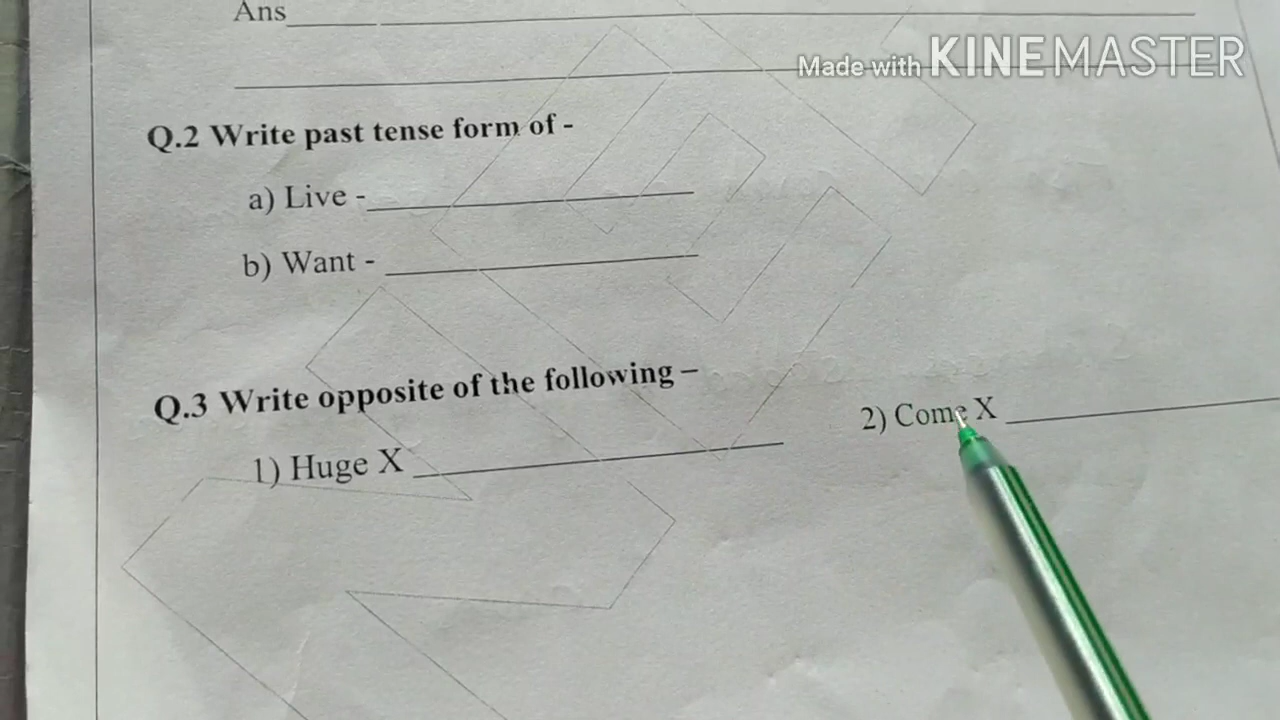 Ans
Made with KINEMASTER
Q.2 Write past tense form of -
a) Live -
b) Want -
Q.3 Write opposite of the following –
1) Huge X
2) Come X